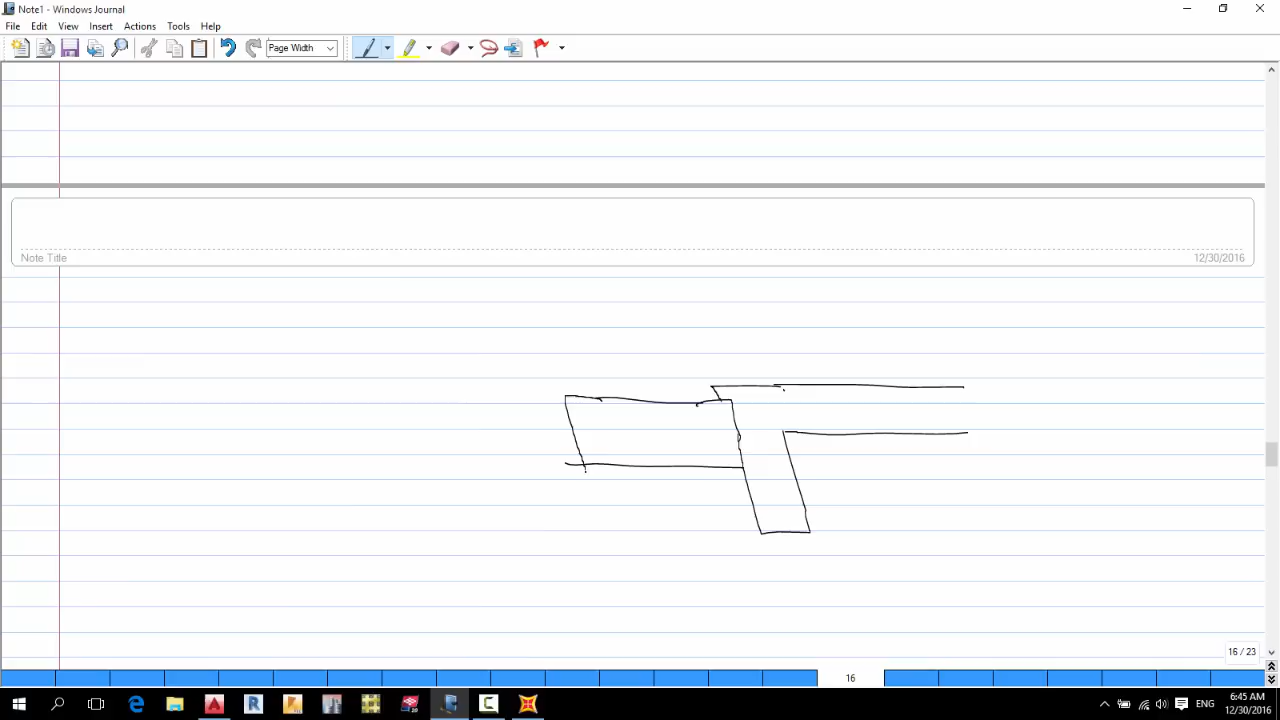 Note1 - Windows Journal
File Edit View Insert Actions Tools Help
Page Width
Note Title
12/30/2016
16 / 23
16
ENG
6:45 AM
12/30/2016